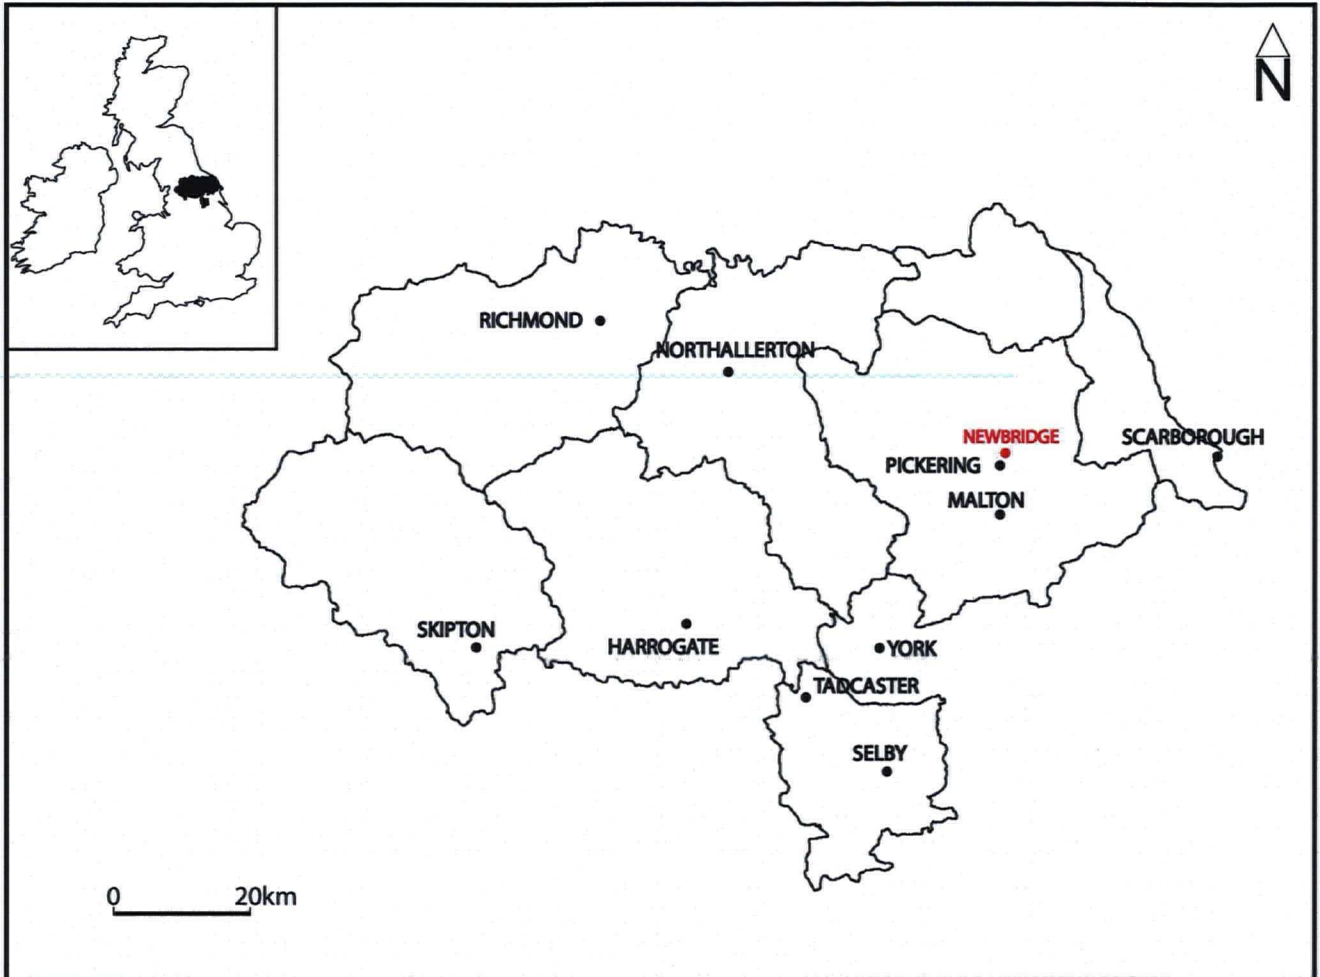 N
RICHMOND
NORTHALLERTON
NEWBRIDGE
SCARBOROUGH
PICKERING
MALTON
SKIPTON
HARROGATE
YORK
TADCASTER
SELBY
0 20km